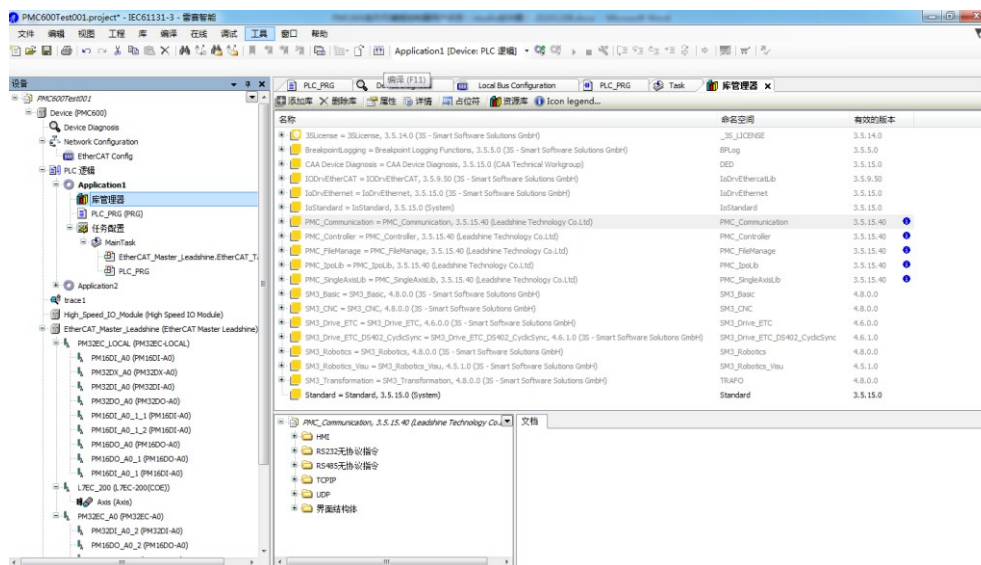 PMC600Test001.project* - IEC61131-3 - 雷赛智能
文件 编辑 视图 工程 库 编译 在线 调试 工具 窗口 帮助
Application1 [Device: PLC 逻辑]
编译 (F11)
设备
PLC_PRG Local Bus Configuration PLC_PRG Task 库管理器
添加库 删除库 属性 详情 占位符 资源库 Icon legend...
名称 命名空间 有效的版本
3SLicense = 3SLicense, 3.5.14.0 (3S - Smart Software Solutions GmbH) _3S_LICENSE 3.5.14.0
BreakpointLogging = Breakpoint Logging Functions, 3.5.5.0 (3S - Smart Software Solutions GmbH) BPLog 3.5.5.0
CAA Device Diagnosis = CAA Device Diagnosis, 3.5.15.0 (CAA Technical Workgroup) DED 3.5.15.0
IODrvEtherCAT = IODrvEtherCAT, 3.5.9.50 (3S - Smart Software Solutions GmbH) IoDrvEthercatLib 3.5.9.50
IoDrvEthernet = IoDrvEthernet, 3.5.15.0 (3S - Smart Software Solutions GmbH) IoDrvEthernet 3.5.15.0
IoStandard = IoStandard, 3.5.15.0 (System) IoStandard 3.5.15.0
PMC_Communication = PMC_Communication, 3.5.15.40 (Leadshine Technology Co.Ltd) PMC_Communication 3.5.15.40
PMC_Controller = PMC_Controller, 3.5.15.40 (Leadshine Technology Co.Ltd) PMC_Controller 3.5.15.40
PMC_FileManage = PMC_FileManage, 3.5.15.40 (Leadshine Technology Co.Ltd) PMC_FileManage 3.5.15.40
PMC_IpoLib = PMC_IpoLib, 3.5.15.40 (Leadshine Technology Co.Ltd) PMC_IpoLib 3.5.15.40
PMC_SingleAxisLib = PMC_SingleAxisLib, 3.5.15.40 (Leadshine Technology Co.Ltd) PMC_SingleAxisLib 3.5.15.40
SM3_Basic = SM3_Basic, 4.8.0.0 (3S - Smart Software Solutions GmbH) SM3_Basic 4.8.0.0
SM3_CNC = SM3_CNC, 4.8.0.0 (3S - Smart Software Solutions GmbH) SM3_CNC 4.8.0.0
SM3_Drive_ETC = SM3_Drive_ETC, 4.6.0.0 (3S - Smart Software Solutions GmbH) SM3_Drive_ETC 4.6.0.0
SM3_Drive_ETC_DS402_CyclicSync = SM3_Drive_ETC_DS402_CyclicSync, 4.6.1.0 (3S - Smart Software Solutions GmbH) SM3_Drive_ETC_DS402_CyclicSync 4.6.1.0
SM3_Robotics = SM3_Robotics, 4.8.0.0 (3S - Smart Software Solutions GmbH) SM3_Robotics 4.8.0.0
SM3_Robotics_Visu = SM3_Robotics_Visu, 4.5.1.0 (3S - Smart Software Solutions GmbH) SM3_Robotics_Visu 4.5.1.0
SM3_Transformation = SM3_Transformation, 4.8.0.0 (3S - Smart Software Solutions GmbH) TRAFO 4.8.0.0
Standard = Standard, 3.5.15.0 (System) Standard 3.5.15.0
PMC600Test001
Device (PMC600)
Device Diagnosis
Network Configuration
EtherCAT Config
PLC 逻辑
Application1
库管理器
PLC_PRG (PRG)
任务配置
MainTask
EtherCAT_Master_Leadshine.EtherCAT_T
PLC_PRG
Application2
trace1
High_Speed_IO_Module (High Speed IO Module)
EtherCAT_Master_Leadshine (EtherCAT Master Leadshine)
PM32EC_LOCAL (PM32EC-LOCAL)
PM16DI_A0 (PM16DI-A0)
PM32DX_A0 (PM32DX-A0)
PM32DI_A0 (PM32DI-A0)
PM32DO_A0 (PM32DO-A0)
PM16DI_A0_1_1 (PM16DI-A0)
PM16DI_A0_1_2 (PM16DI-A0)
PM16DO_A0 (PM16DO-A0)
PM16DO_A0_1 (PM16DO-A0)
PM16DI_A0_1 (PM16DI-A0)
L7EC_200 (L7EC-200(COE))
Axis (Axis)
PM32EC_A0 (PM32EC-A0)
PM32DI_A0_2 (PM32DI-A0)
PM16DO_A0_2 (PM16DO-A0)
PMC_Communication, 3.5.15.40 (Leadshine Technology Co. 文档
HMI
RS232无协议指令
RS485无协议指令
TCPIP
UDP
界面结构体